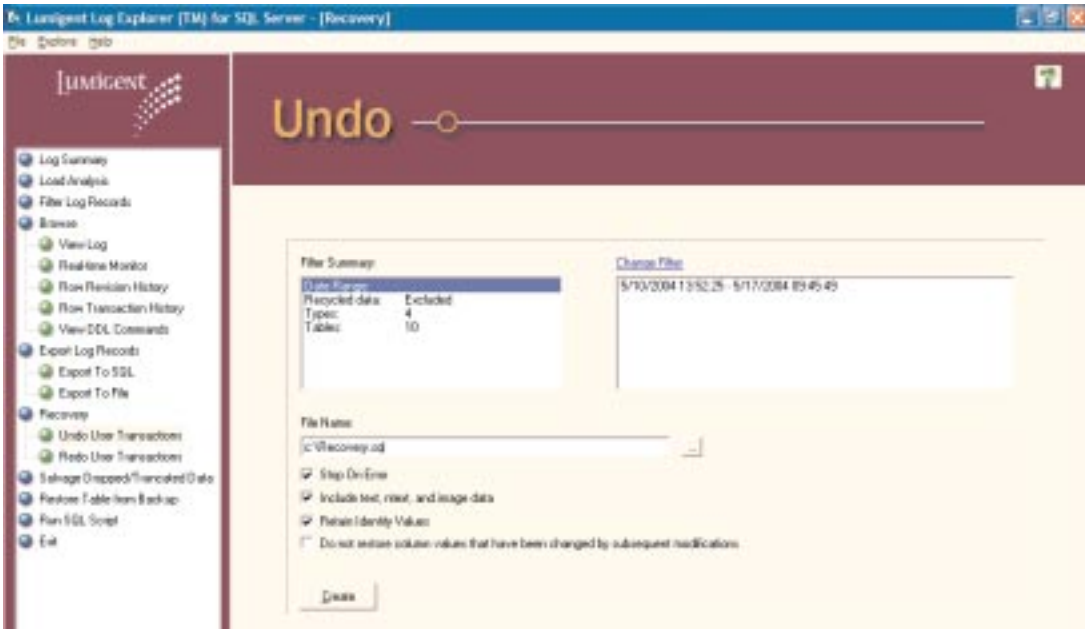 Lumigent Log Explorer (TM) for SQL Server - [Recovery]
File Explore Help
Lumigent
Undo
Log Summary
Load Analysis
Filter Log Records
Browse
View Log
Real-time Monitor
Row Revision History
Row Transaction History
View DDL Commands
Export Log Records
Export To SQL
Export To File
Recovery
Undo User Transactions
Redo User Transactions
Salvage Dropped/Truncated Data
Restore Table from Backup
Run SQL Script
Exit
Filter Summary:
Date Range:
Recycled data: Excluded
Types: 4
Tables: 10
Change Filter
5/10/2004 13:52:25 - 5/17/2004 09:45:49
File Name:
c:\Recovery.sql
...
Stop On Error
Include text, ntext, and image data
Retain Identity Values
Do not restore column values that have been changed by subsequent modifications
Create